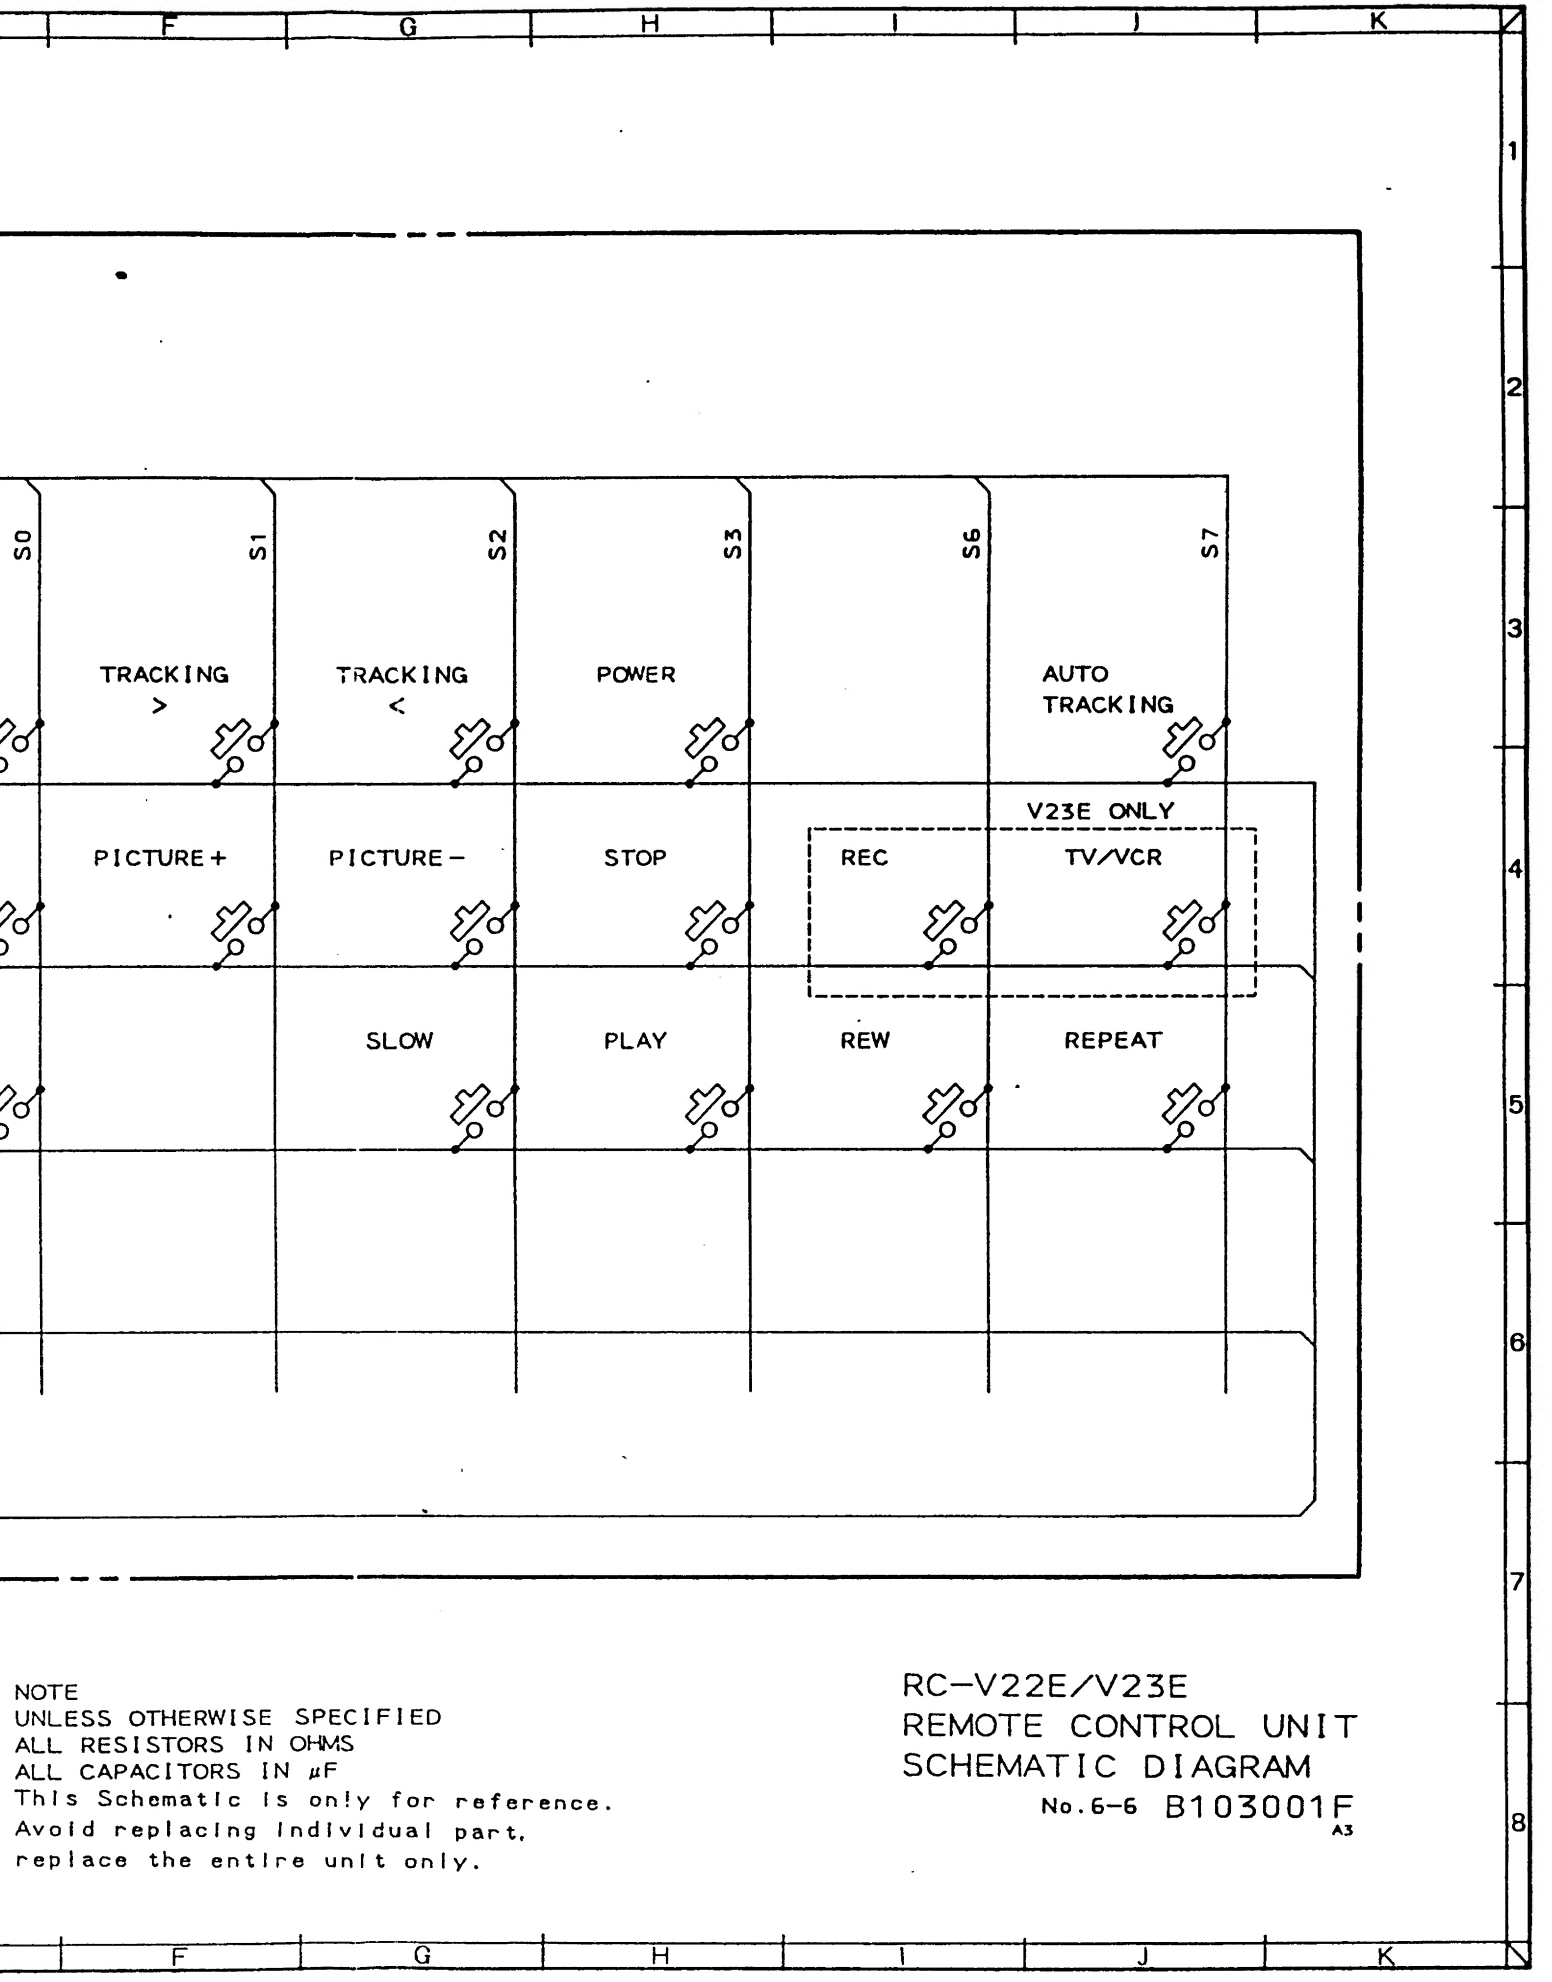 F G H I J K
1
2
S0 S1 S2 S3 S6 S7
3
TRACKING TRACKING POWER AUTO
> < TRACKING
V23E ONLY
PICTURE+ PICTURE− STOP REC TV/VCR
4
SLOW PLAY REW REPEAT
5
6
7
NOTE
UNLESS OTHERWISE SPECIFIED
ALL RESISTORS IN OHMS
ALL CAPACITORS IN µF
This Schematic is only for reference.
Avoid replacing individual part,
replace the entire unit only.
RC−V22E/V23E
REMOTE CONTROL UNIT
SCHEMATIC DIAGRAM
No.6−6 B103001F
A3
8
F G H I J K